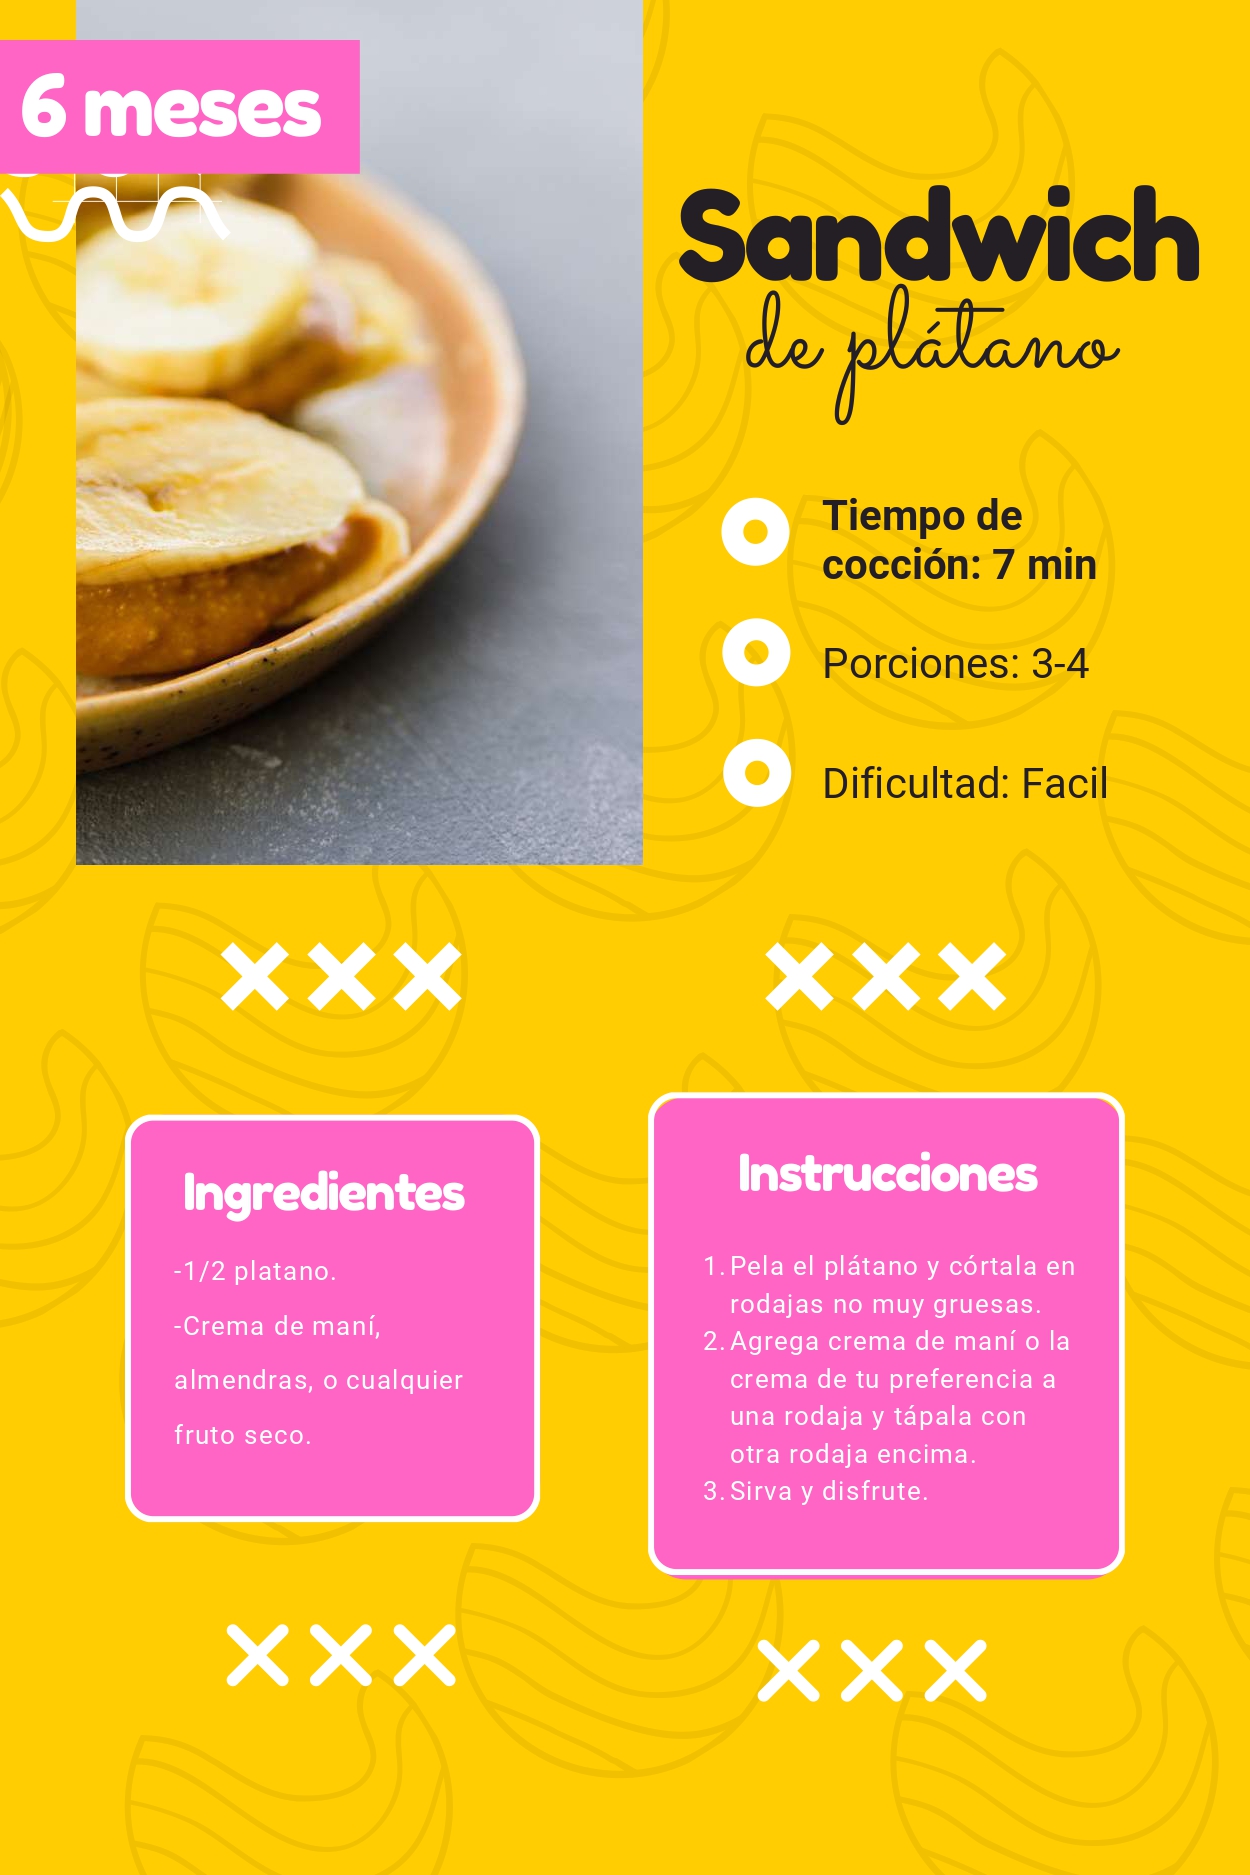 6 meses
Sandwich
de plátano
Tiempo de
cocción: 7 min
Porciones: 3-4
Dificultad: Facil
Ingredientes
-1/2 platano.
-Crema de maní,
almendras, o cualquier
fruto seco.
Instrucciones
1. Pela el plátano y córtala en
rodajas no muy gruesas.
2. Agrega crema de maní o la
crema de tu preferencia a
una rodaja y tápala con
otra rodaja encima.
3. Sirva y disfrute.